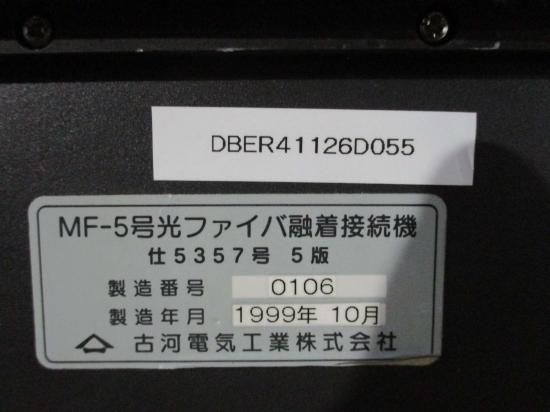 DBER41126D055
MF-5号光ファイバ融着接続機
仕5357号 5版
製造番号 0106
製造年月 1999年 10月
古河電気工業株式会社